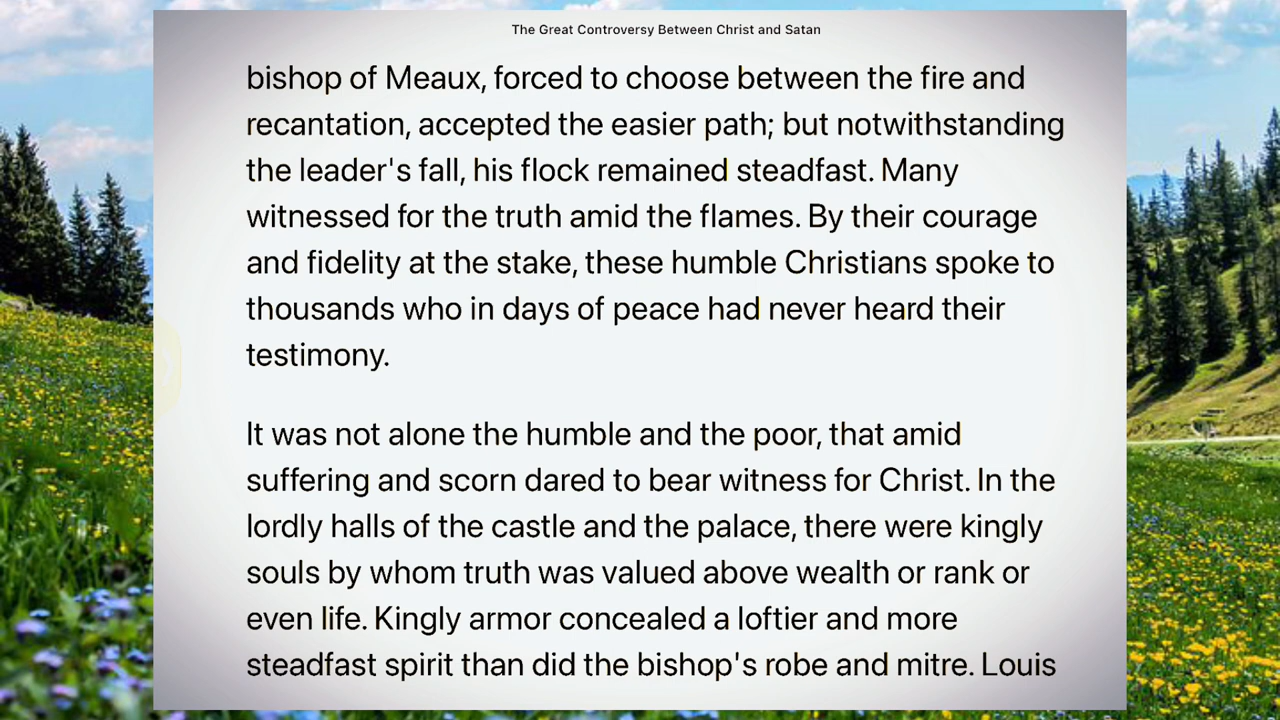 The Great Controversy Between Christ and Satan
bishop of Meaux, forced to choose between the fire and
recantation, accepted the easier path; but notwithstanding
the leader's fall, his flock remained steadfast. Many
witnessed for the truth amid the flames. By their courage
and fidelity at the stake, these humble Christians spoke to
thousands who in days of peace had never heard their
testimony.
It was not alone the humble and the poor, that amid
suffering and scorn dared to bear witness for Christ. In the
lordly halls of the castle and the palace, there were kingly
souls by whom truth was valued above wealth or rank or
even life. Kingly armor concealed a loftier and more
steadfast spirit than did the bishop's robe and mitre. Louis